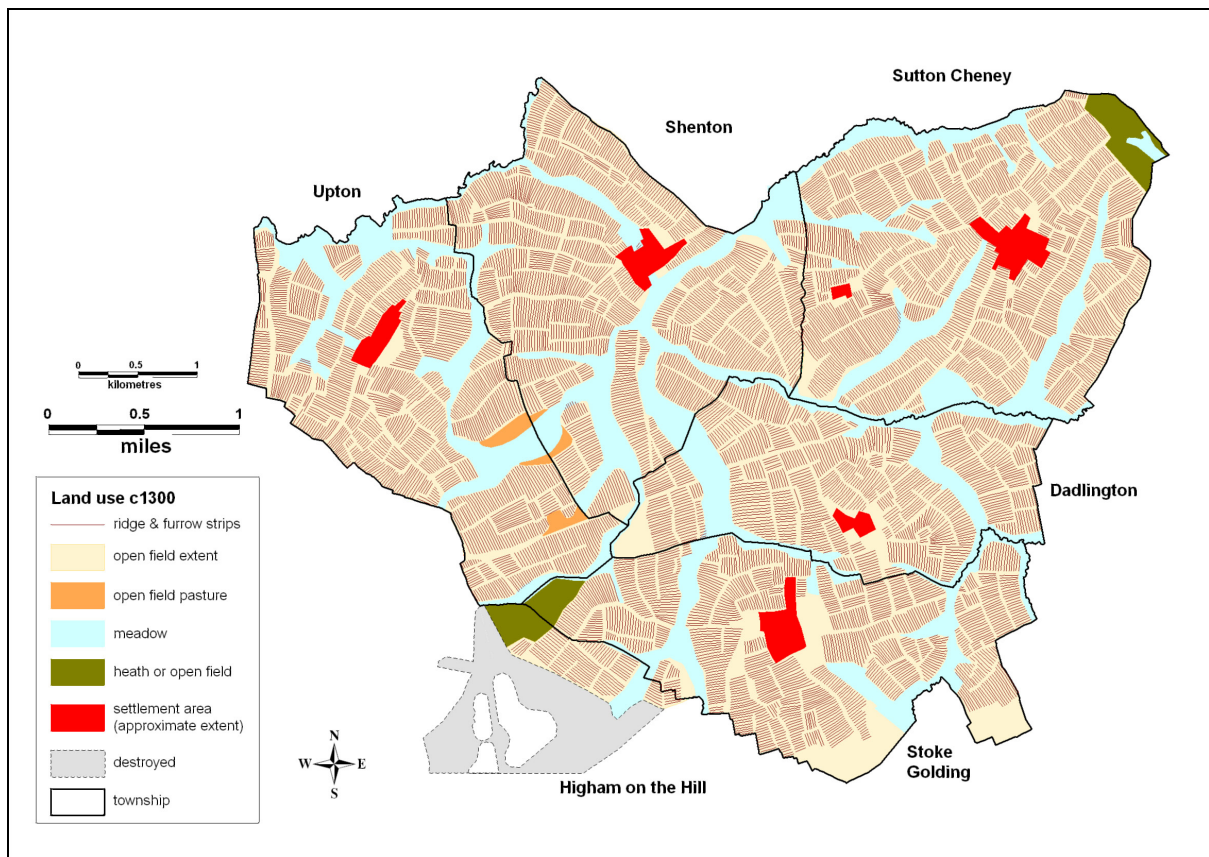 Sutton Cheney
Shenton
Upton
0 0.5 1
kilometres
0 0.5 1
miles
Dadlington
Land use c1300
ridge & furrow strips
open field extent
open field pasture
meadow
heath or open field
settlement area
(approximate extent)
destroyed
township
N
W E
S
Stoke
Golding
Higham on the Hill